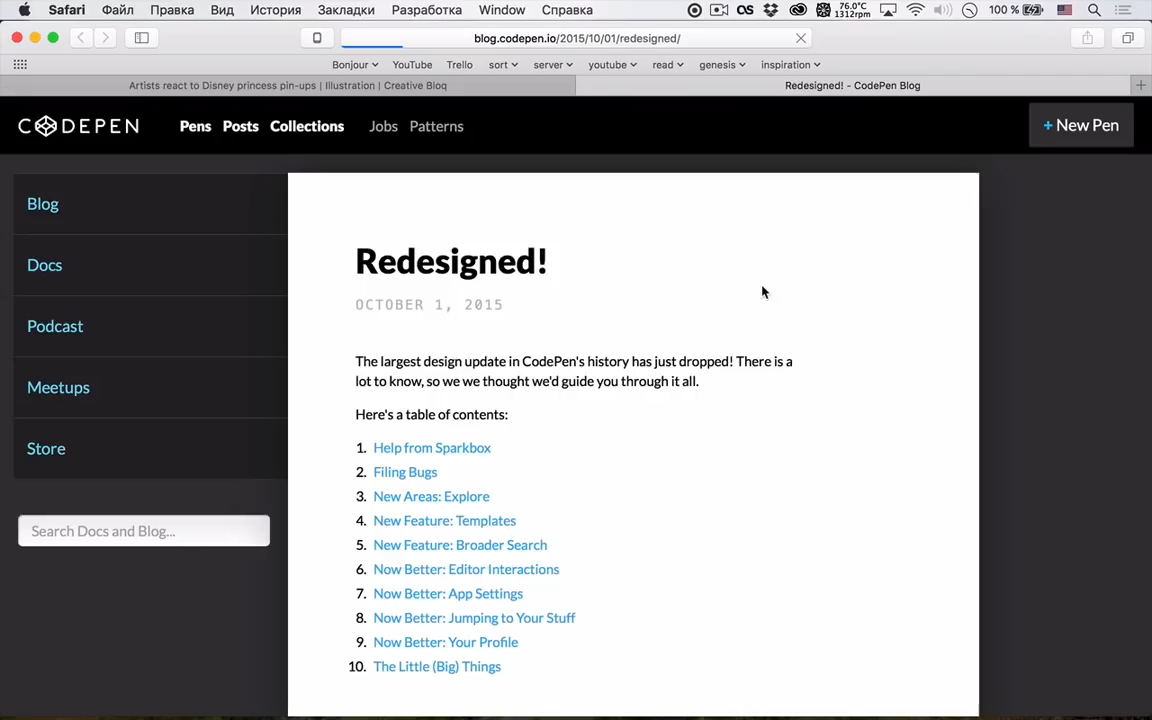 Safari Файл Правка Вид История Закладки Разработка Window Справка 76.0°C 1312rpm 100 %
blog.codepen.io/2015/10/01/redesigned/
Bonjour YouTube Trello sort server youtube read genesis inspiration
Artists react to Disney princess pin-ups | Illustration | Creative Bloq Redesigned! - CodePen Blog
CODEPEN Pens Posts Collections Jobs Patterns + New Pen
Blog
Docs
Podcast
Meetups
Store
Search Docs and Blog...
Redesigned!
OCTOBER 1, 2015
The largest design update in CodePen's history has just dropped! There is a
lot to know, so we we thought we'd guide you through it all.
Here's a table of contents:
1. Help from Sparkbox
2. Filing Bugs
3. New Areas: Explore
4. New Feature: Templates
5. New Feature: Broader Search
6. Now Better: Editor Interactions
7. Now Better: App Settings
8. Now Better: Jumping to Your Stuff
9. Now Better: Your Profile
10. The Little (Big) Things